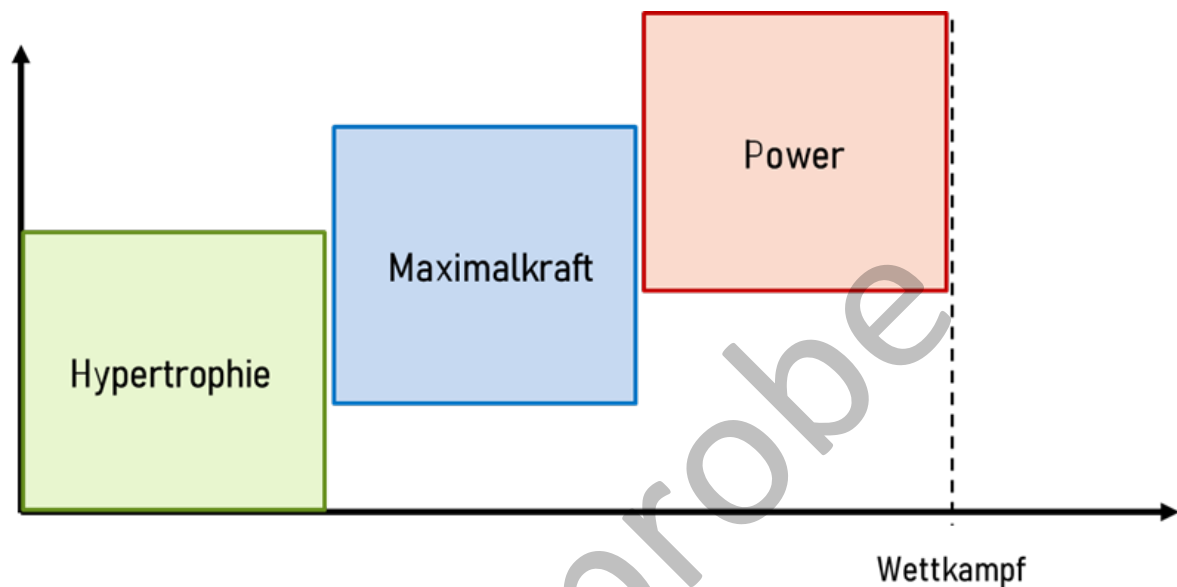 Power
Maximalkraft
Hypertrophie
probe
Wettkampf